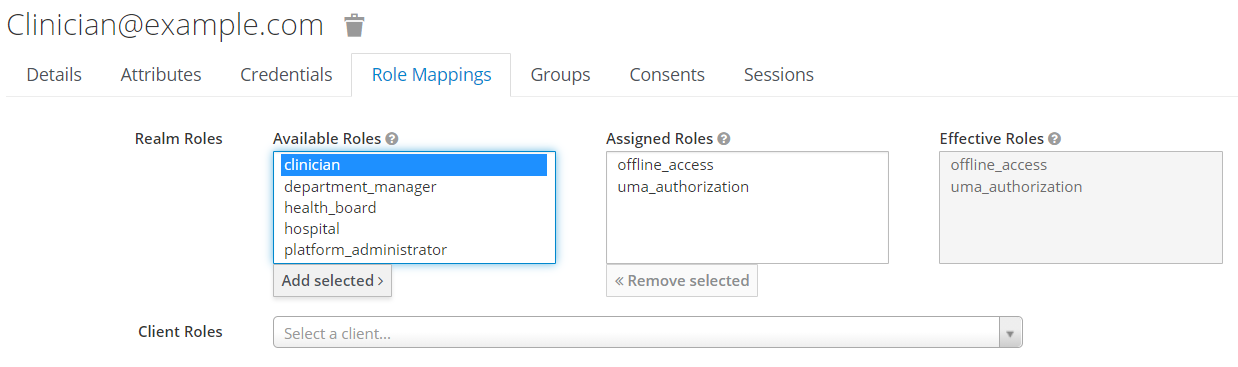 Clinician@example.com
Details Attributes Credentials Role Mappings Groups Consents Sessions
Realm Roles
Available Roles ?
clinician
department_manager
health_board
hospital
platform_administrator
Add selected ›
Assigned Roles ?
offline_access
uma_authorization
« Remove selected
Effective Roles ?
offline_access
uma_authorization
Client Roles
Select a client...